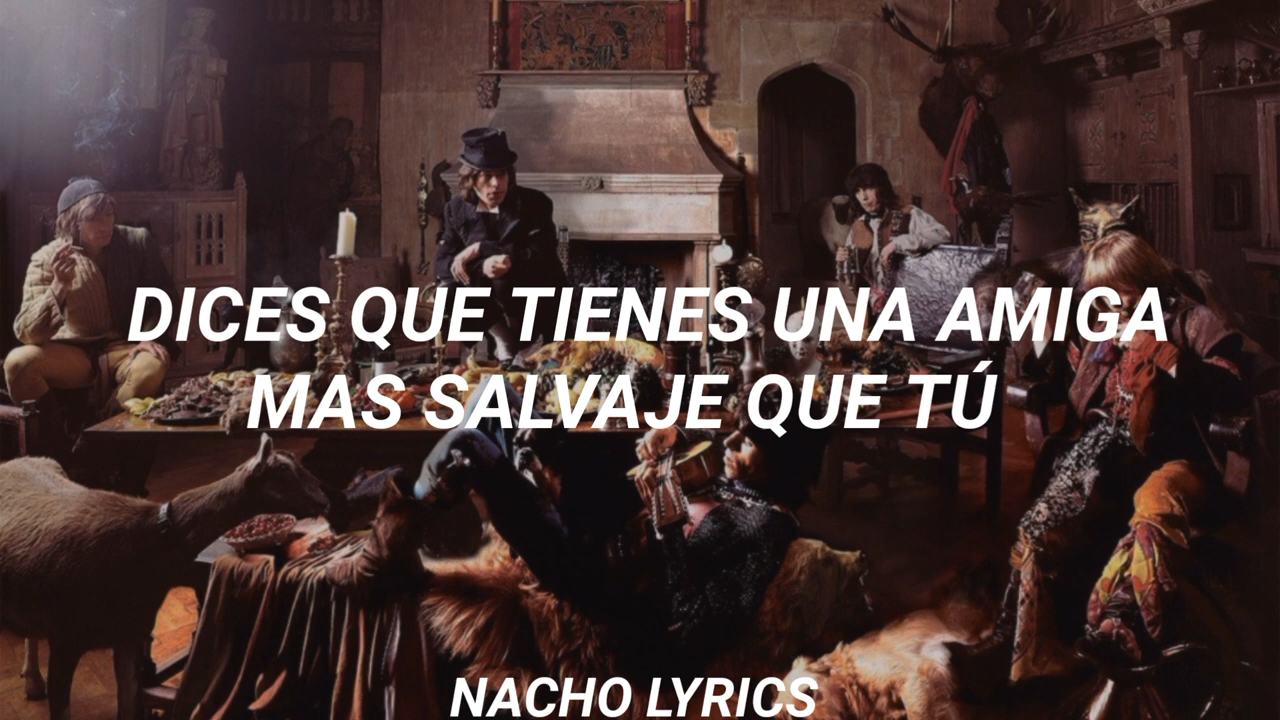 DICES QUE TIENES UNA AMIGA
MAS SALVAJE QUE TÚ
NACHO LYRICS